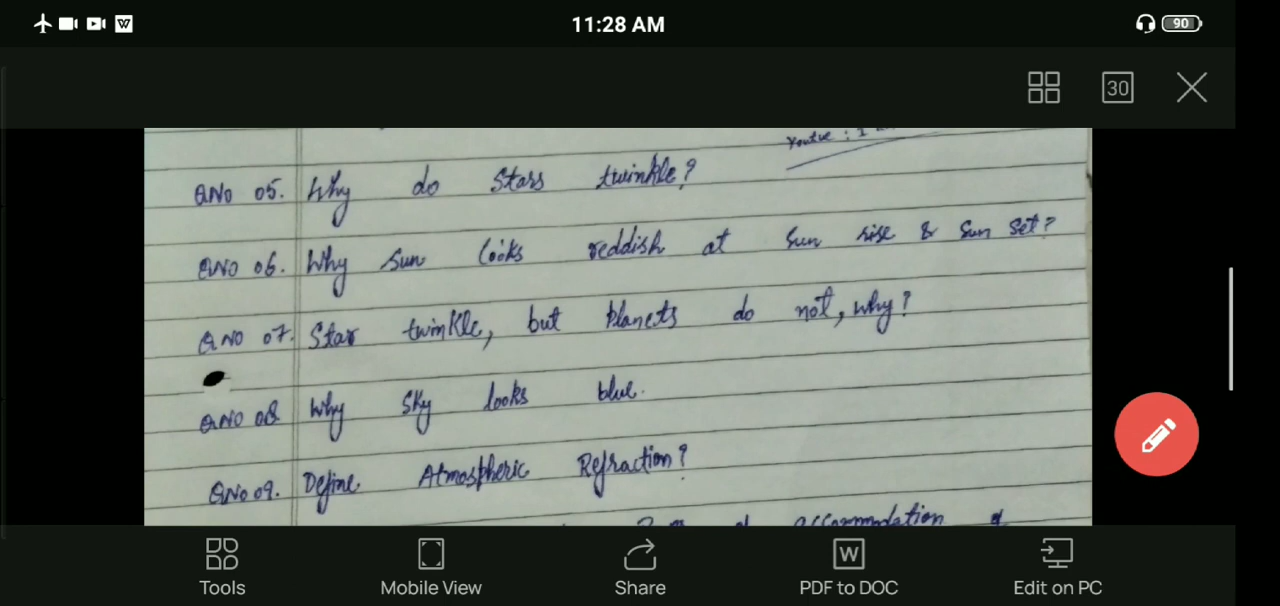 11:28 AM
90
30
QNO 05. Why do Stars twinkle?
QNO 06. Why Sun looks reddish at Sun rise & Sun Set?
QNO 07. Star twinkle, but planets do not, why?
QNO 08 Why Sky looks blue.
QNO 09. Define Atmospheric Refraction?
accommodation
Tools
Mobile View
Share
W
PDF to DOC
Edit on PC